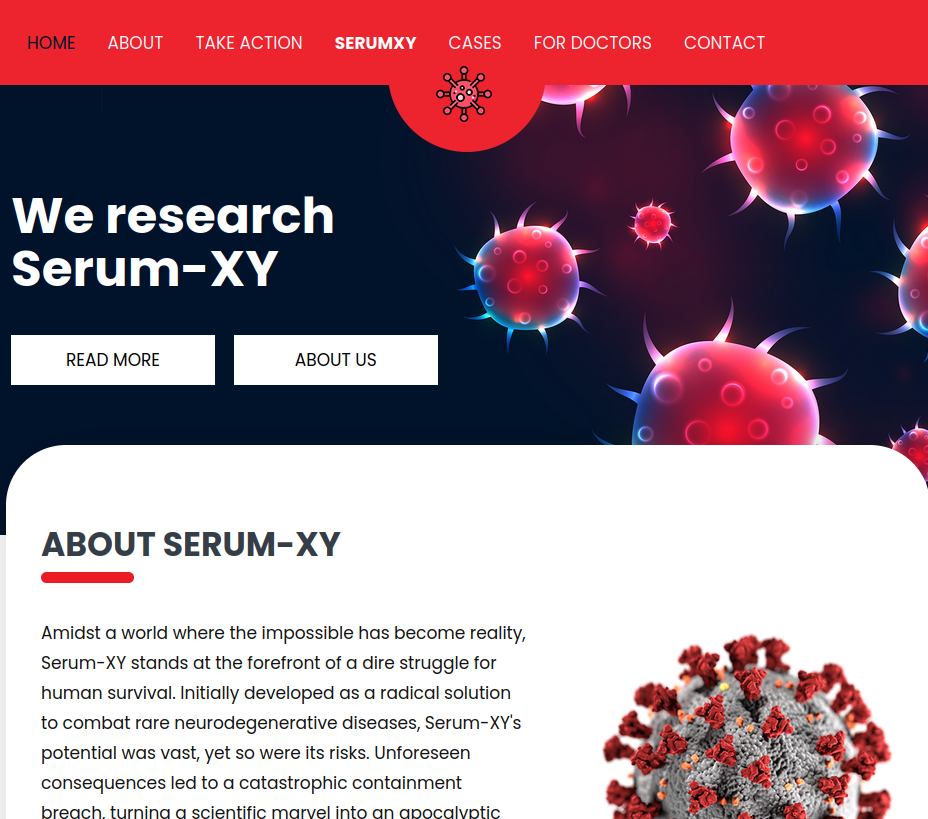 HOME ABOUT TAKE ACTION SERUMXY CASES FOR DOCTORS CONTACT
We research
Serum-XY
READ MORE ABOUT US
ABOUT SERUM-XY
Amidst a world where the impossible has become reality,
Serum-XY stands at the forefront of a dire struggle for
human survival. Initially developed as a radical solution
to combat rare neurodegenerative diseases, Serum-XY's
potential was vast, yet so were its risks. Unforeseen
consequences led to a catastrophic containment
breach, turning a scientific marvel into an apocalyptic